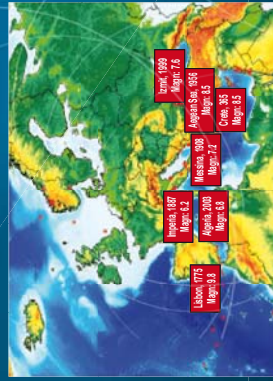 Izmit, 1999
Magn: 7.6
Aegean Sea, 1956
Magn: 8.5
Crete, 365
Magn: 8.5
Messina, 1908
Magn: 7.2
Imperia, 1887
Magn: 6.2
Algeria, 2003
Magn: 6.8
Lisbon, 1775
Magn: 9.8